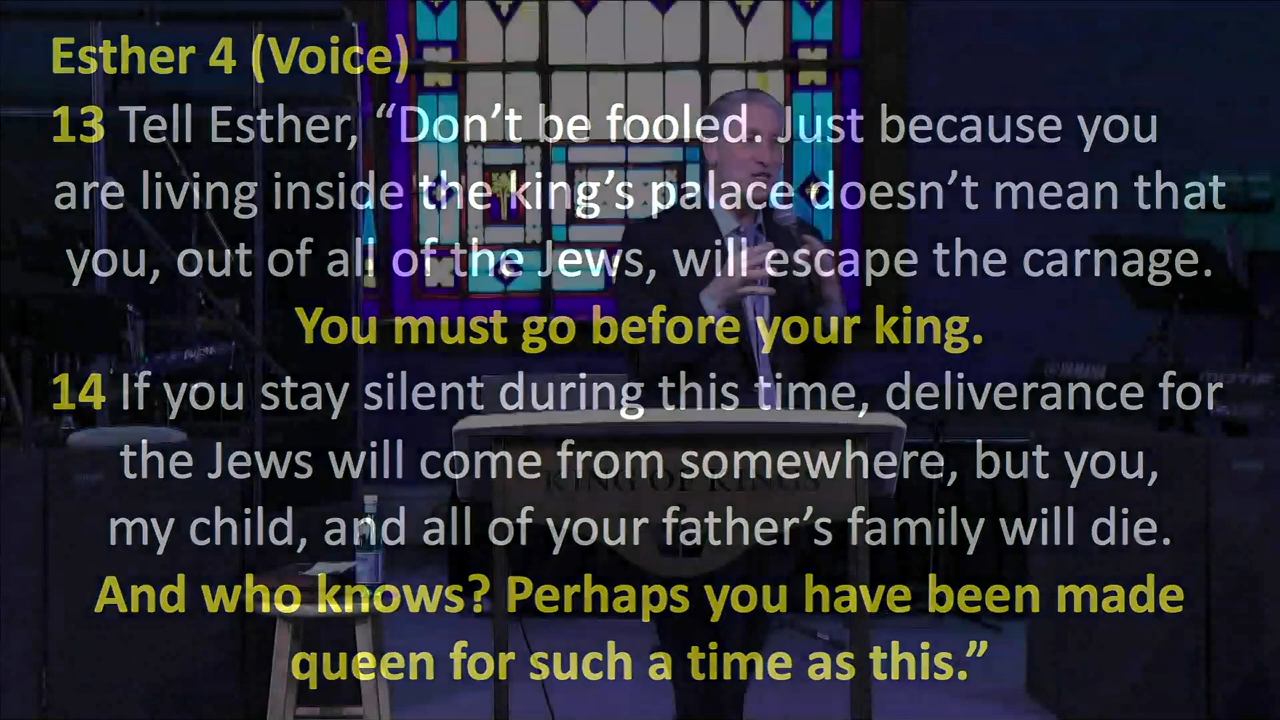 Esther 4 (Voice)
13 Tell Esther, “Don’t be fooled. Just because you
are living inside the king’s palace doesn’t mean that
you, out of all of the Jews, will escape the carnage.
You must go before your king.
14 If you stay silent during this time, deliverance for
the Jews will come from somewhere, but you,
my child, and all of your father’s family will die.
And who knows? Perhaps you have been made
queen for such a time as this.”
KING OF KINGS
YAMAHA